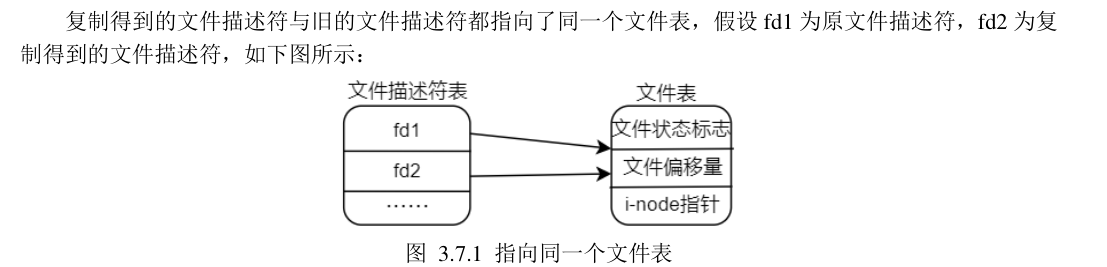 复制得到的文件描述符与旧的文件描述符都指向了同一个文件表，假设 fd1 为原文件描述符，fd2 为复
制得到的文件描述符，如下图所示：
文件描述符表
fd1
fd2
……
文件表
文件状态标志
文件偏移量
i-node指针
图 3.7.1 指向同一个文件表